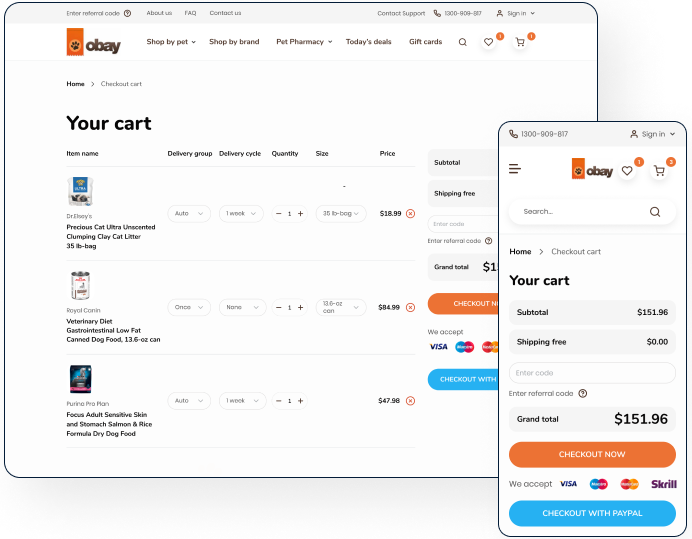 Enter referral code ? About us FAQ Contact us Contact Support 1300-909-817 Sign in
obay Shop by pet Shop by brand Pet Pharmacy Today's deals Gift cards 1 1
Home > Checkout cart
Your cart
Item name Delivery group Delivery cycle Quantity Size Price
-
ULTRA
Dr.Elsey's
Auto 1 week − 1 + 35 lb-bag $18.99
Precious Cat Ultra Unscented
Clumping Clay Cat Litter
35 lb-bag
Royal Canin
Once None − 1 + 13.6-oz can $84.99
Veterinary Diet
Gastrointestinal Low Fat
Canned Dog Food, 13.6-oz can
Purina Pro Plan
Auto 1 week − 1 + $47.98
Focus Adult Sensitive Skin
and Stomach Salmon & Rice
Formula Dry Dog Food
Subtotal
Shipping free
Enter code
Enter referral code ?
Grand total $1
CHECKOUT N
We accept
VISA Maestro
CHECKOUT WITH
1300-909-817 Sign in
obay 1 3
Search...
Home > Checkout cart
Your cart
Subtotal $151.96
Shipping free $0.00
Enter code
Enter referral code ?
Grand total $151.96
CHECKOUT NOW
We accept VISA Maestro MasterCard Skrill
CHECKOUT WITH PAYPAL